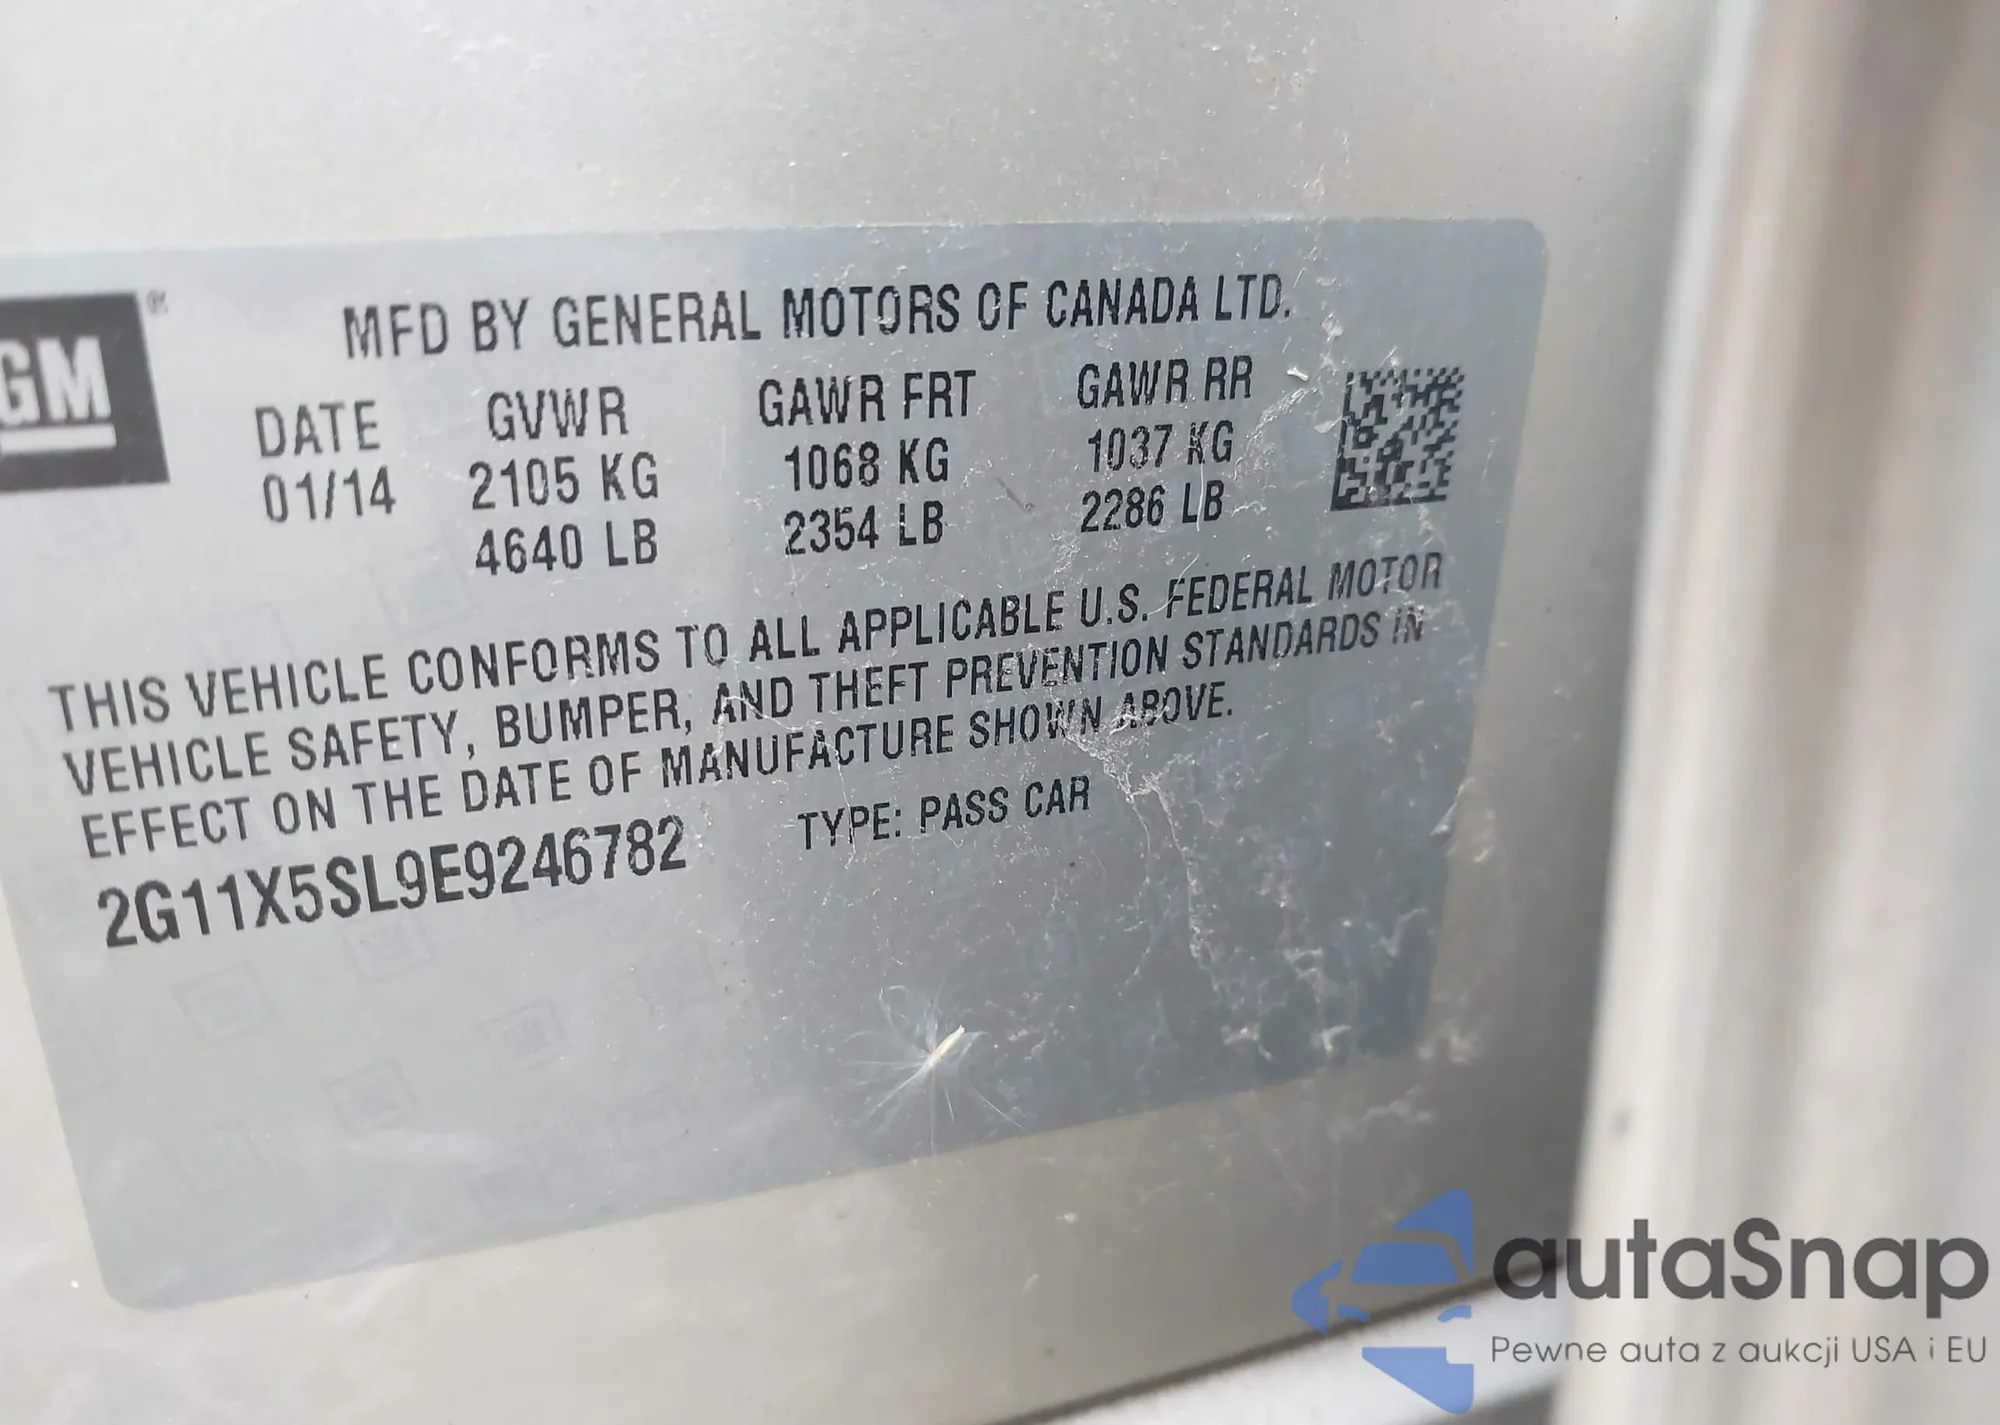 GM ®
MFD BY GENERAL MOTORS OF CANADA LTD.
DATE GVWR GAWR FRT GAWR RR
01/14 2105 KG 1068 KG 1037 KG
4640 LB 2354 LB 2286 LB
THIS VEHICLE CONFORMS TO ALL APPLICABLE U.S. FEDERAL MOTOR
VEHICLE SAFETY, BUMPER, AND THEFT PREVENTION STANDARDS IN
EFFECT ON THE DATE OF MANUFACTURE SHOWN ABOVE.
2G11X5SL9E9246782 TYPE: PASS CAR
autaSnap
Pewne auta z aukcji USA i EU